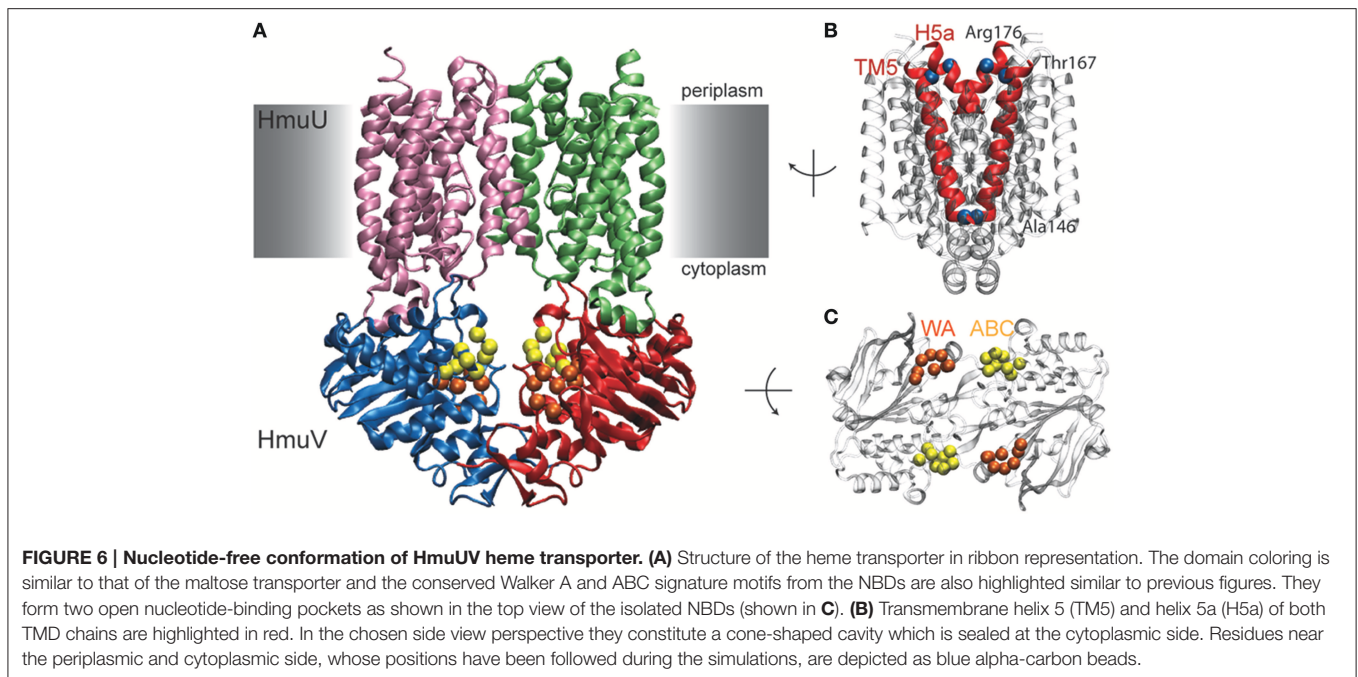 A
HmuU
periplasm
cytoplasm
HmuV
B
H5a Arg176
TM5 Thr167
Ala146
C
WA ABC
FIGURE 6 | Nucleotide-free conformation of HmuUV heme transporter. (A) Structure of the heme transporter in ribbon representation. The domain coloring is
similar to that of the maltose transporter and the conserved Walker A and ABC signature motifs from the NBDs are also highlighted similar to previous figures. They
form two open nucleotide-binding pockets as shown in the top view of the isolated NBDs (shown in C). (B) Transmembrane helix 5 (TM5) and helix 5a (H5a) of both
TMD chains are highlighted in red. In the chosen side view perspective they constitute a cone-shaped cavity which is sealed at the cytoplasmic side. Residues near
the periplasmic and cytoplasmic side, whose positions have been followed during the simulations, are depicted as blue alpha-carbon beads.